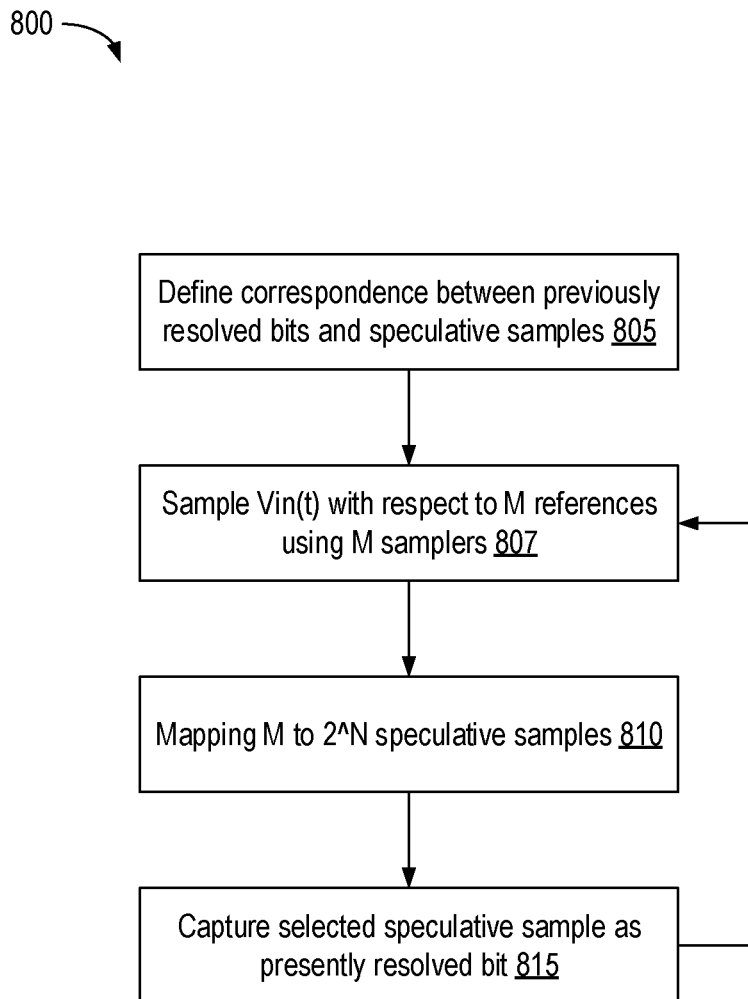 800
Define correspondence between previously
resolved bits and speculative samples 805
Sample Vin(t) with respect to M references
using M samplers 807
Mapping M to 2^N speculative samples 810
Capture selected speculative sample as
presently resolved bit 815